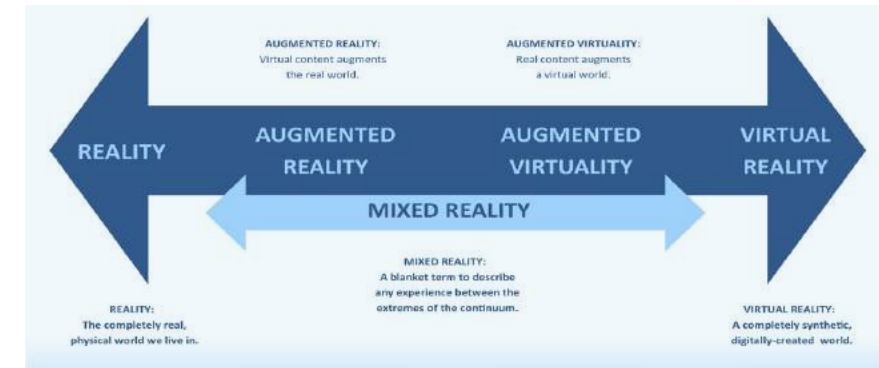 AUGMENTED REALITY:
Virtual content augments
the real world.
AUGMENTED VIRTUALITY:
Real content augments
a virtual world.
REALITY
AUGMENTED
REALITY
AUGMENTED
VIRTUALITY
VIRTUAL
REALITY
MIXED REALITY
MIXED REALITY:
A blanket term to describe
any experience between the
extremes of the continuum.
REALITY:
The completely real,
physical world we live in.
VIRTUAL REALITY:
A completely synthetic,
digitally-created world.